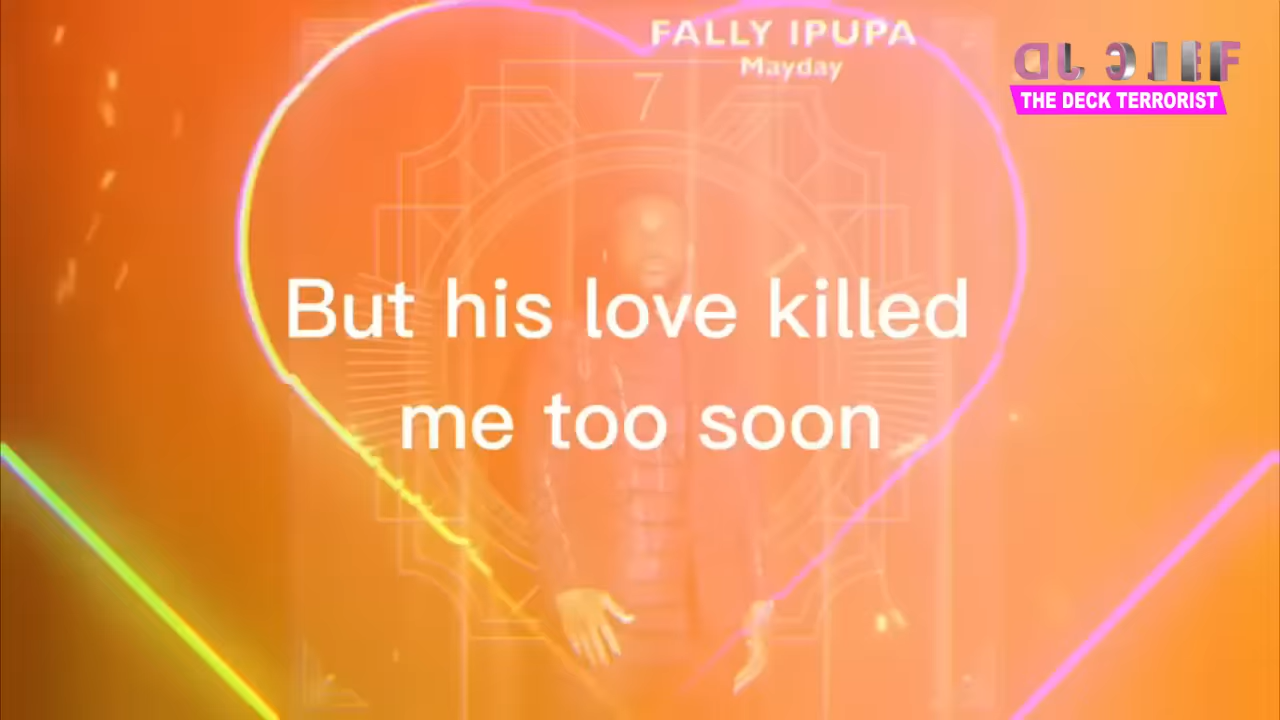 FALLY IPUPA
Mayday
7
THE DECK TERRORIST
But his love killed
me too soon